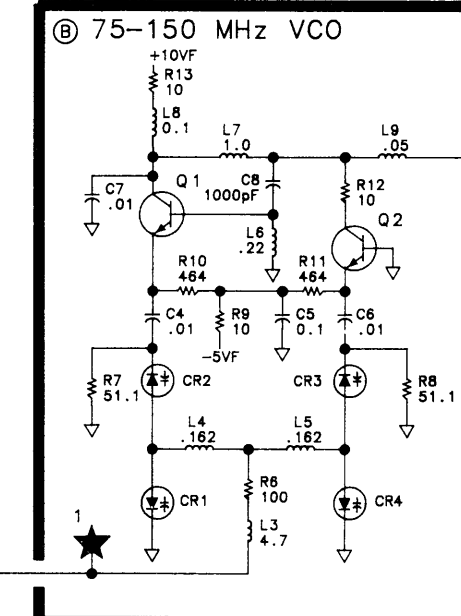 B 75-150 MHz VCO
+10VF
R13
10
L8
0.1
L7
1.0
L9
.05
C7
.01
Q1
C8
1000pF
R12
10
Q2
L6
.22
R10
464
R11
464
C4
.01
R9
10
-5VF
C5
0.1
C6
.01
R7
51.1
CR2
CR3
R8
51.1
L4
.162
L5
.162
R6
100
CR1
CR4
L3
4.7
1